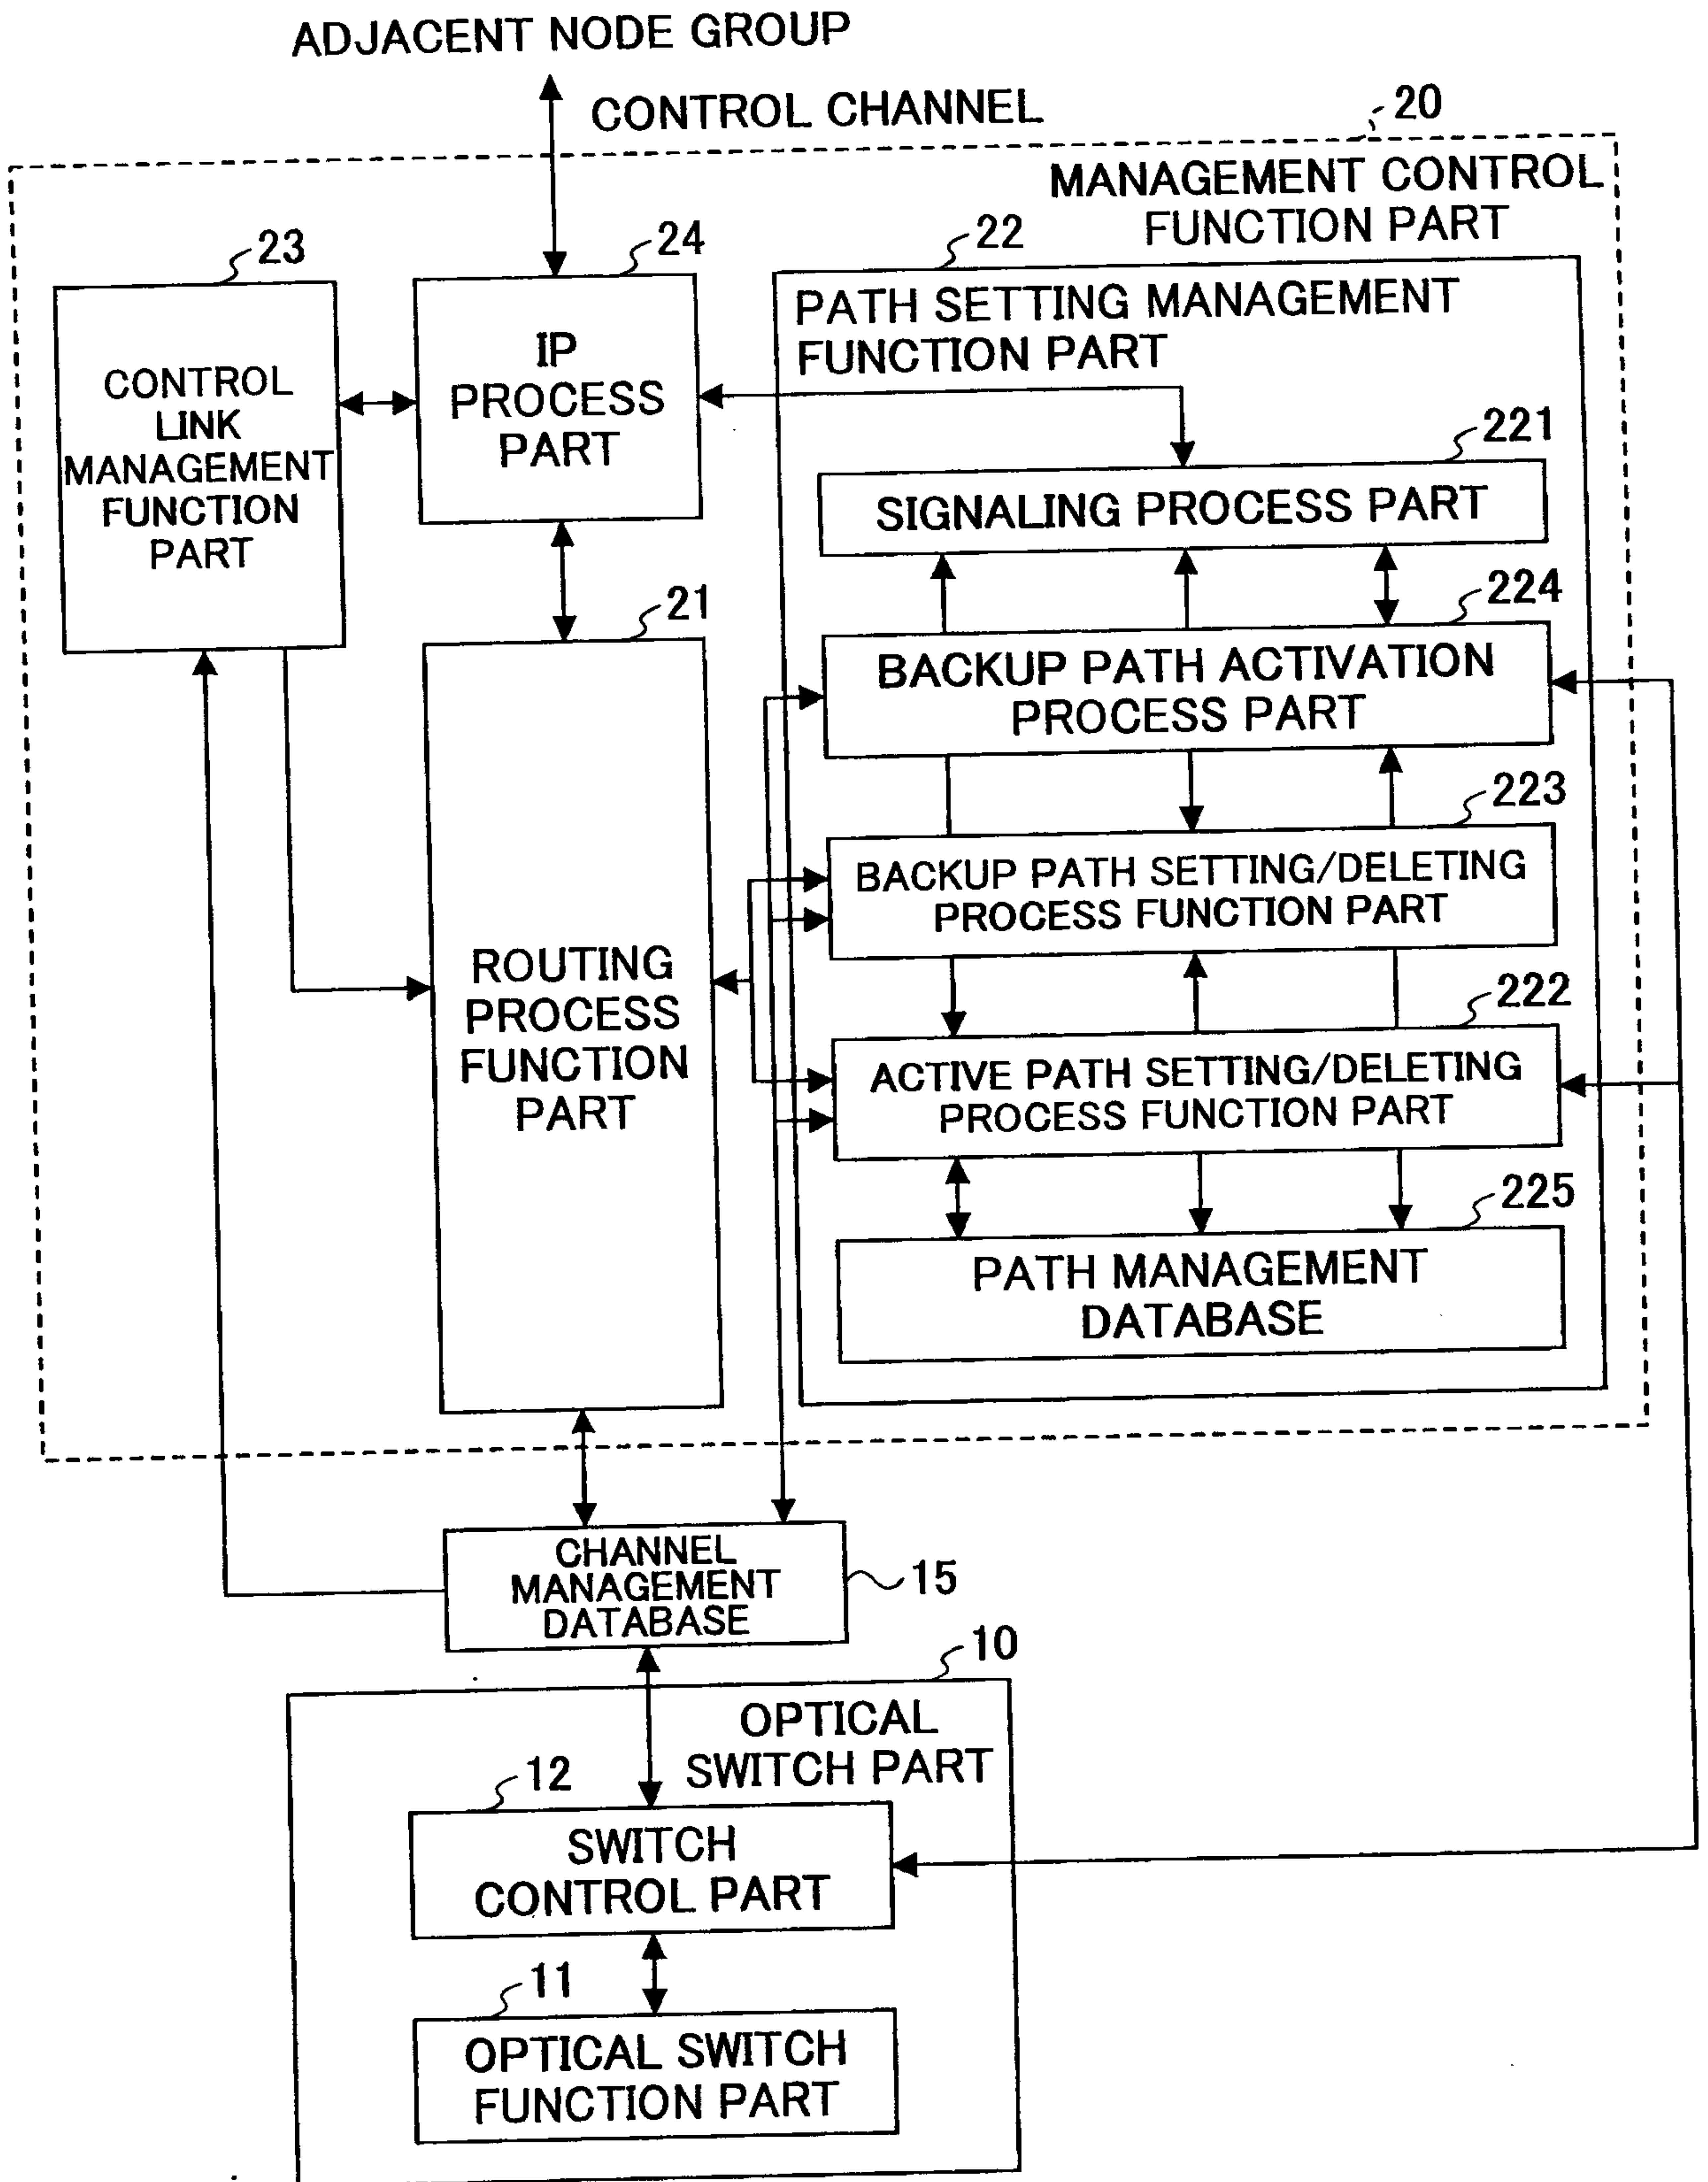 ADJACENT NODE GROUP
CONTROL CHANNEL
20
MANAGEMENT CONTROL
FUNCTION PART
23
24
22
CONTROL
LINK
MANAGEMENT
FUNCTION
PART
IP
PROCESS
PART
PATH SETTING MANAGEMENT
FUNCTION PART
221
SIGNALING PROCESS PART
224
BACKUP PATH ACTIVATION
PROCESS PART
21
ROUTING
PROCESS
FUNCTION
PART
223
BACKUP PATH SETTING/DELETING
PROCESS FUNCTION PART
222
ACTIVE PATH SETTING/DELETING
PROCESS FUNCTION PART
225
PATH MANAGEMENT
DATABASE
CHANNEL
MANAGEMENT
DATABASE
15
10
OPTICAL
SWITCH PART
12
SWITCH
CONTROL PART
11
OPTICAL SWITCH
FUNCTION PART